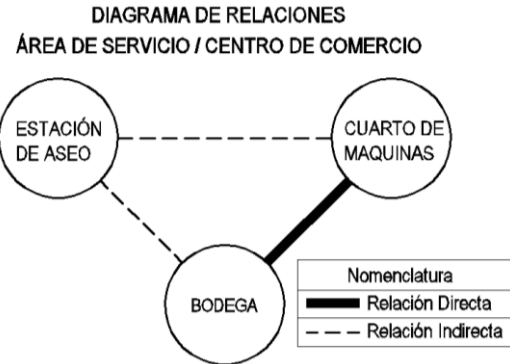 DIAGRAMA DE RELACIONES
ÁREA DE SERVICIO / CENTRO DE COMERCIO
ESTACIÓN
DE ASEO
CUARTO DE
MAQUINAS
BODEGA
Nomenclatura
Relación Directa
Relación Indirecta